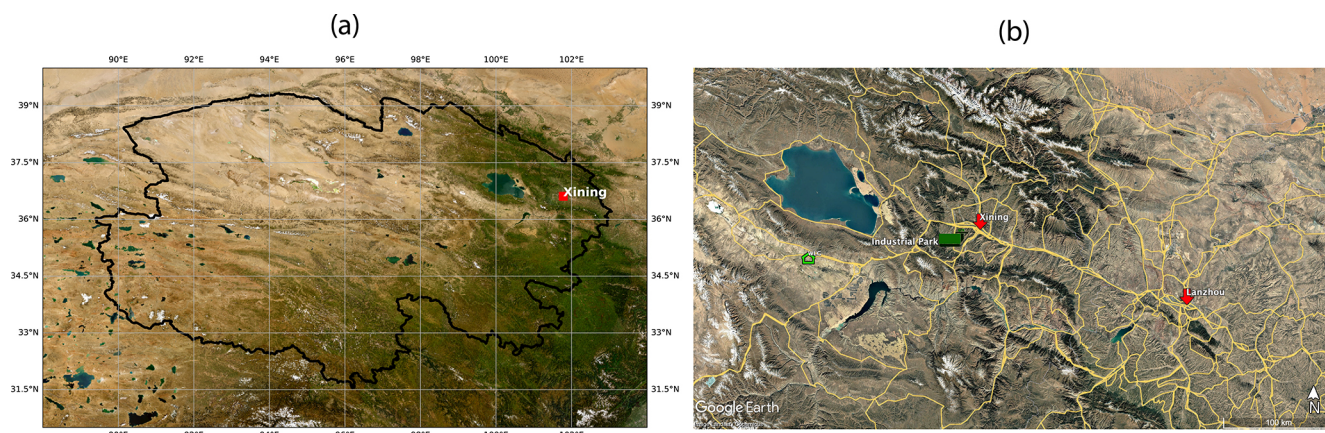 (a)
(b)
90°E 92°E 94°E 96°E 98°E 100°E 102°E
39°N 39°N
37.5°N 37.5°N
Xining
36°N 36°N
34.5°N 34.5°N
33°N 33°N
31.5°N 31.5°N
Xining
Industrial Park
Lanzhou
Google Earth
N
100 km